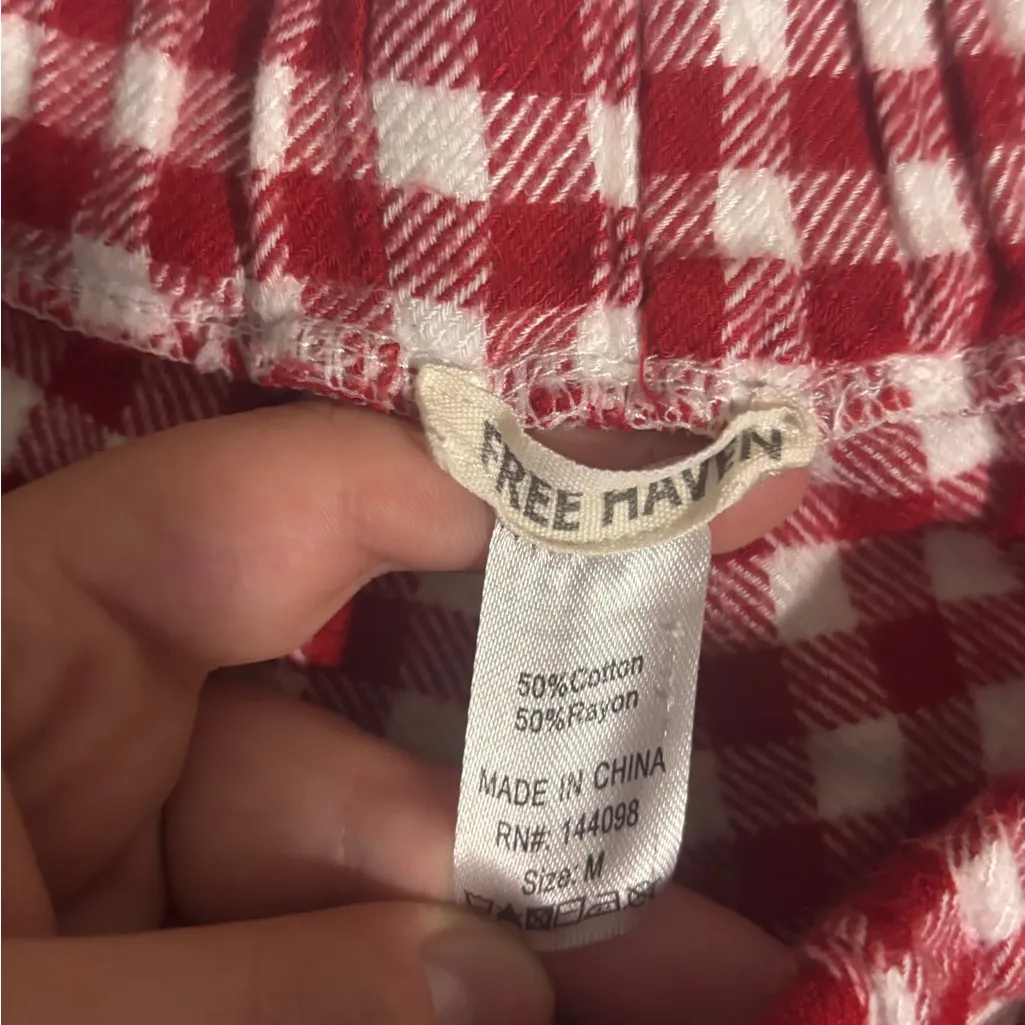 FREE HAVEN
50%Cotton
50%Rayon
MADE IN CHINA
RN#: 144098
Size: M